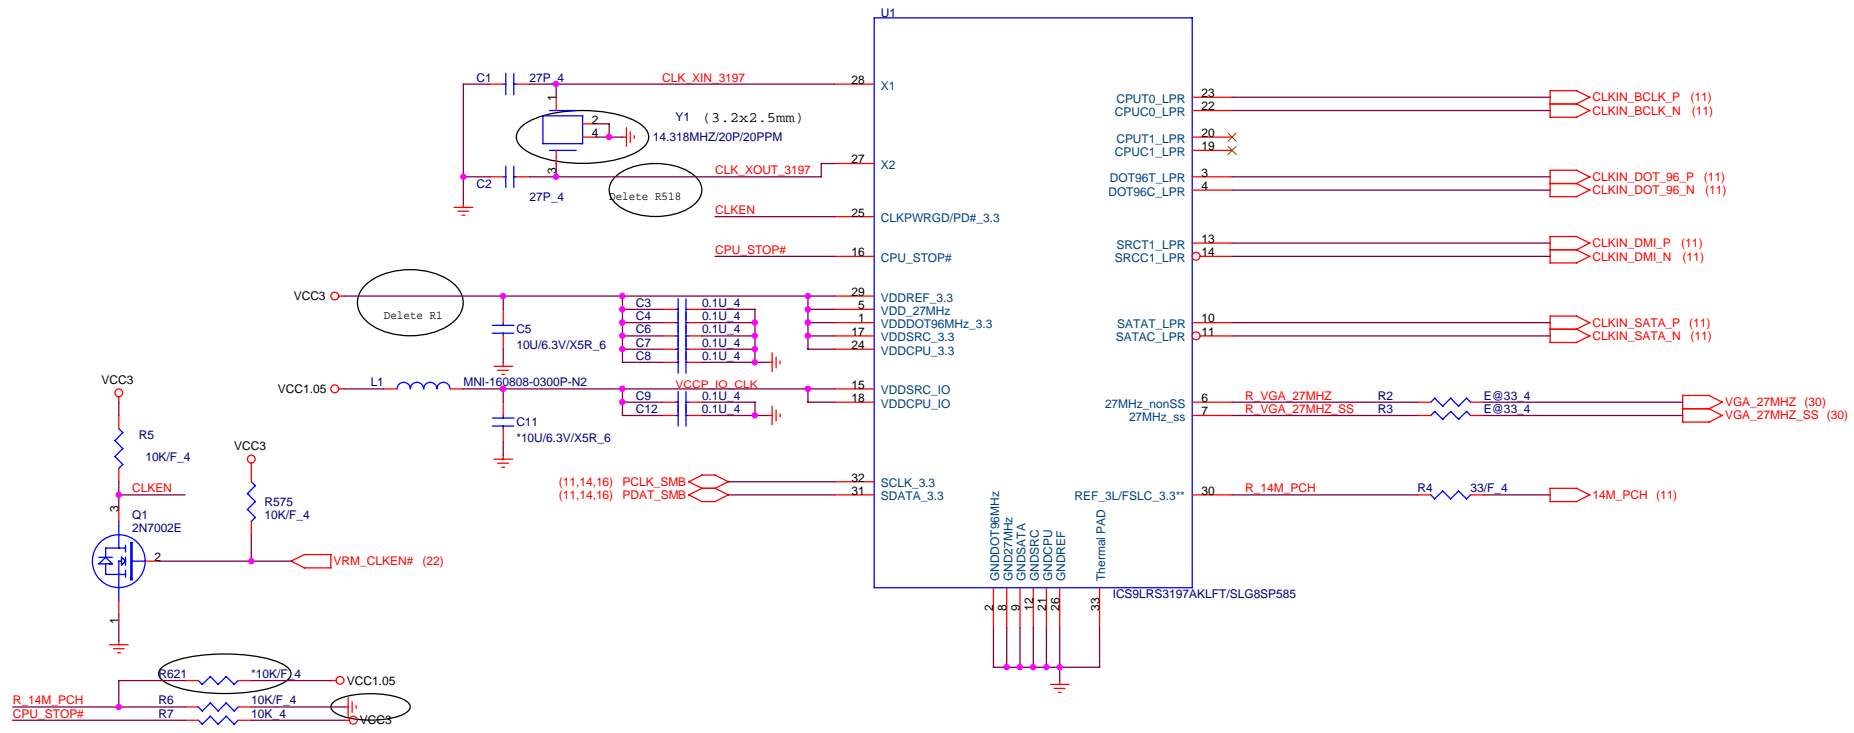 U1
C1 27P_4 CLK_XIN_3197 28 X1
1
2
4
Y1 (3.2x2.5mm)
14.318MHZ/20P/20PPM
3
C2 27P_4 CLK_XOUT_3197 27 X2
Delete R518
CLKEN 25 CLKPWRGD/PD#_3.3
CPU_STOP# 16 CPU_STOP#
VCC3 29 VDDREF_3.3
Delete R1
C3 0.1U_4 5 VDD_27MHz
C4 0.1U_4 1 VDDDOT96MHz_3.3
C6 0.1U_4 17 VDDSRC_3.3
C7 0.1U_4 24 VDDCPU_3.3
C8 0.1U_4
C5
10U/6.3V/X5R_6
VCC1.05 L1 MNI-160808-0300P-N2 VCCP_IO_CLK 15 VDDSRC_IO
C9 0.1U_4 18 VDDCPU_IO
C12 0.1U_4
C11
*10U/6.3V/X5R_6
(11,14,16) PCLK_SMB 32 SCLK_3.3
(11,14,16) PDAT_SMB 31 SDATA_3.3
CPUT0_LPR 23 CLKIN_BCLK_P (11)
CPUC0_LPR 22 CLKIN_BCLK_N (11)
CPUT1_LPR 20
CPUC1_LPR 19
DOT96T_LPR 3 CLKIN_DOT_96_P (11)
DOT96C_LPR 4 CLKIN_DOT_96_N (11)
SRCT1_LPR 13 CLKIN_DMI_P (11)
SRCC1_LPR 14 CLKIN_DMI_N (11)
SATAT_LPR 10 CLKIN_SATA_P (11)
SATAC_LPR 11 CLKIN_SATA_N (11)
27MHz_nonSS 6 R_VGA_27MHZ R2 E@33_4 VGA_27MHZ (30)
27MHz_ss 7 R_VGA_27MHZ_SS R3 E@33_4 VGA_27MHZ_SS (30)
REF_3L/FSLC_3.3** 30 R_14M_PCH R4 33/F_4 14M_PCH (11)
GNDDOT96MHz 2
GND27MHz 8
GNDSATA 9
GNDSRC 12
GNDCPU 21
GNDREF 26
Thermal PAD 33
ICS9LRS3197AKLFT/SLG8SP585
VCC3
R5
10K/F_4
CLKEN
3
Q1
2N7002E
2
1
VCC3
R575
10K/F_4
VRM_CLKEN# (22)
R621 *10K/F_4 VCC1.05
R_14M_PCH R6 10K/F_4
CPU_STOP# R7 10K_4 VCC3